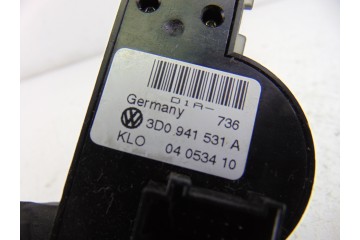 D1A-
Germany 736
3D0 941 531 A
KLO 04 0534 10